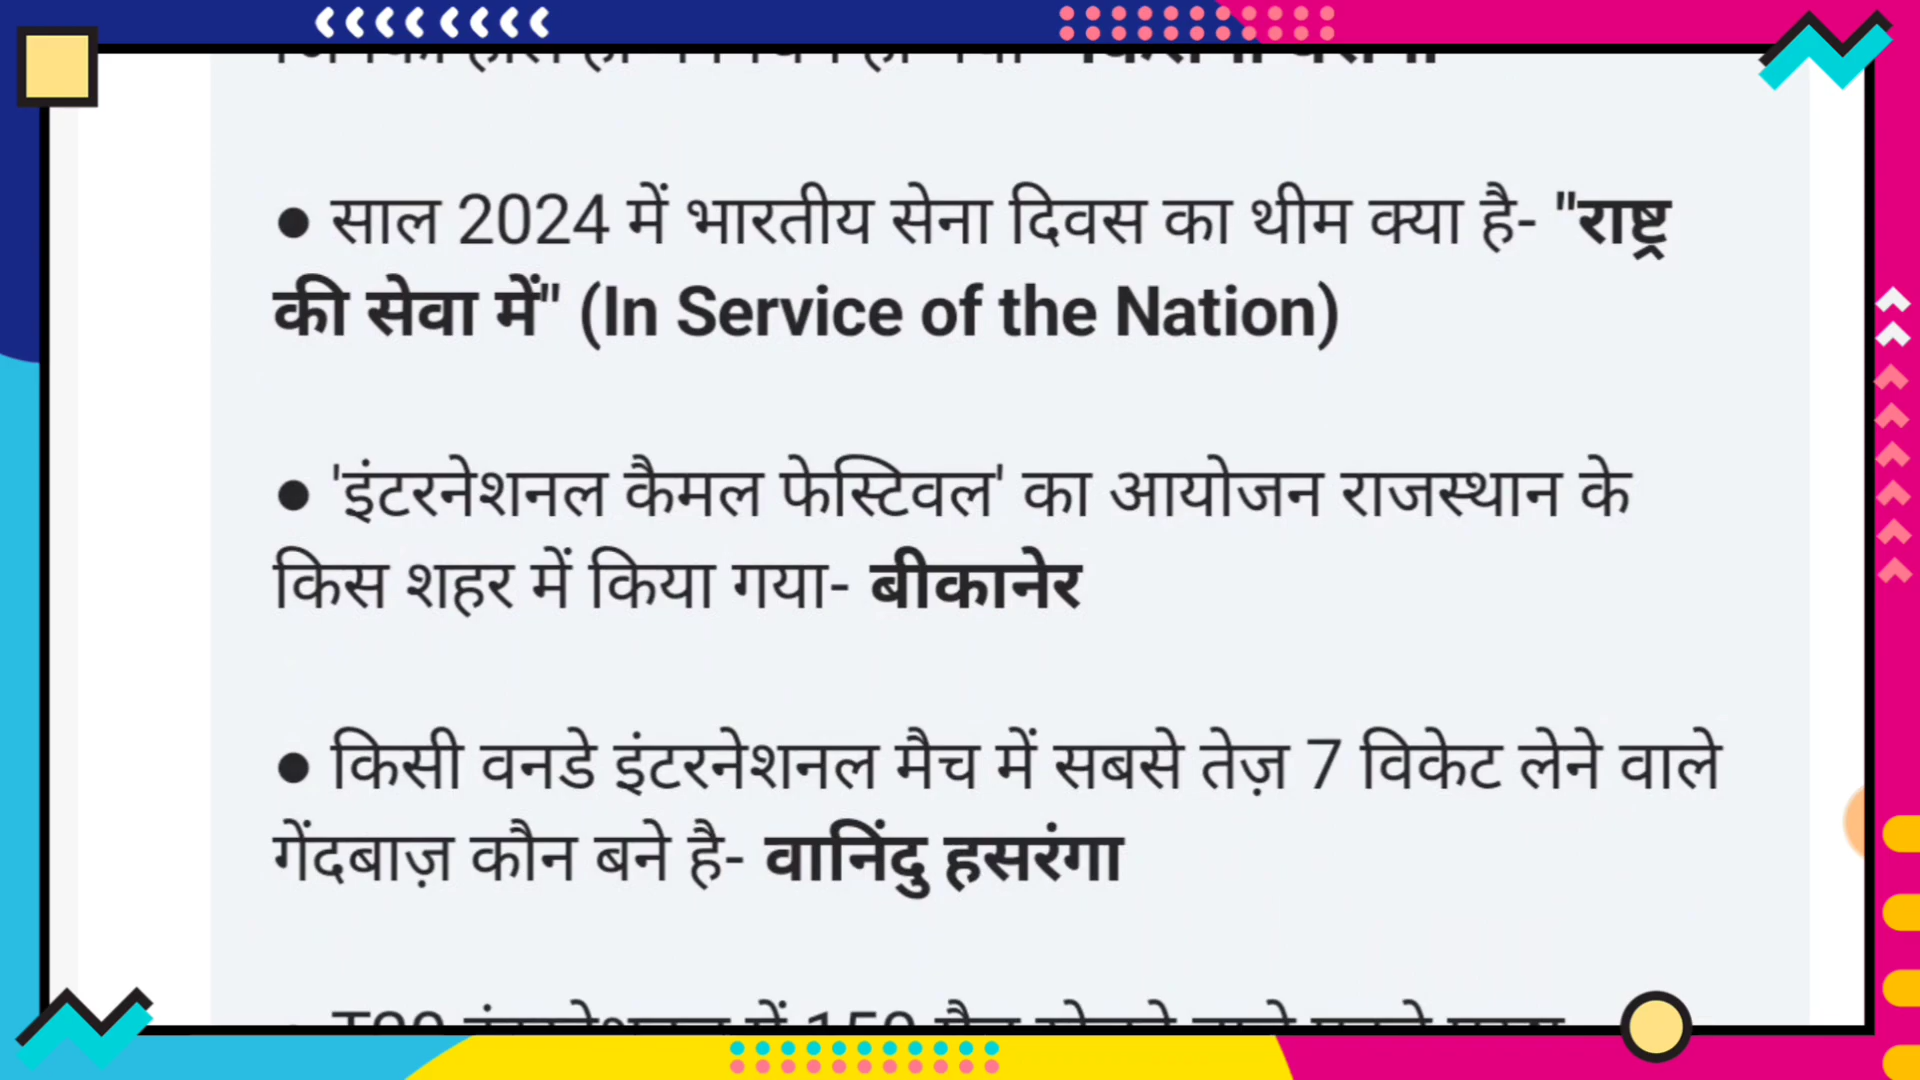 ● साल 2024 में भारतीय सेना दिवस का थीम क्या है- "राष्ट्र
की सेवा में" (In Service of the Nation)
● 'इंटरनेशनल कैमल फेस्टिवल' का आयोजन राजस्थान के
किस शहर में किया गया- बीकानेर
● किसी वनडे इंटरनेशनल मैच में सबसे तेज़ 7 विकेट लेने वाले
गेंदबाज़ कौन बने है- वानिंदु हसरंगा